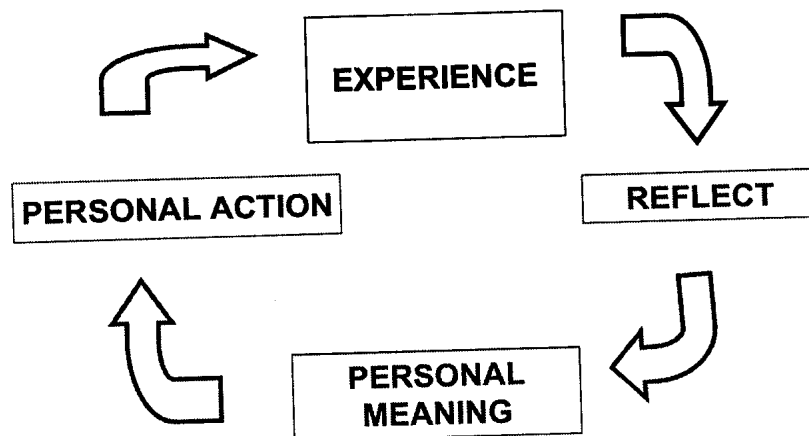 EXPERIENCE
REFLECT
PERSONAL
MEANING
PERSONAL ACTION